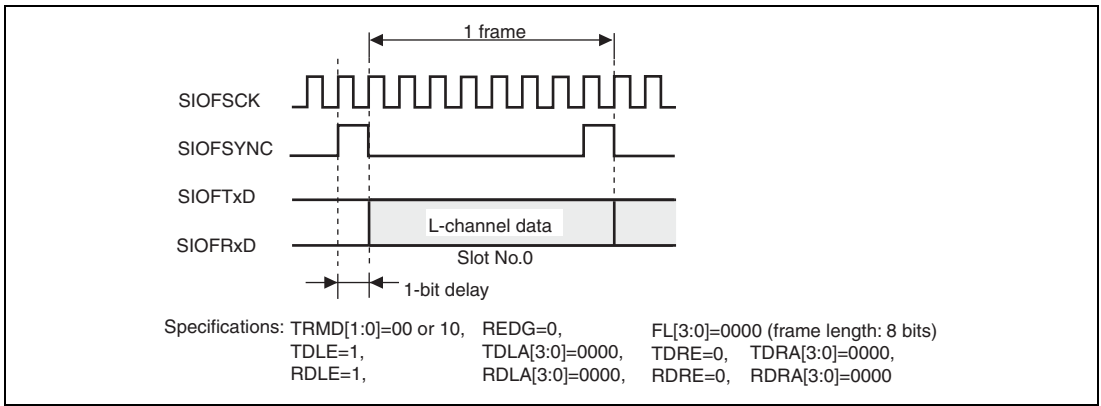 1 frame
SIOFSCK
SIOFSYNC
SIOFTxD
L-channel data
SIOFRxD
Slot No.0
1-bit delay
Specifications: TRMD[1:0]=00 or 10, REDG=0, FL[3:0]=0000 (frame length: 8 bits)
TDLE=1, TDLA[3:0]=0000, TDRE=0, TDRA[3:0]=0000,
RDLE=1, RDLA[3:0]=0000, RDRE=0, RDRA[3:0]=0000